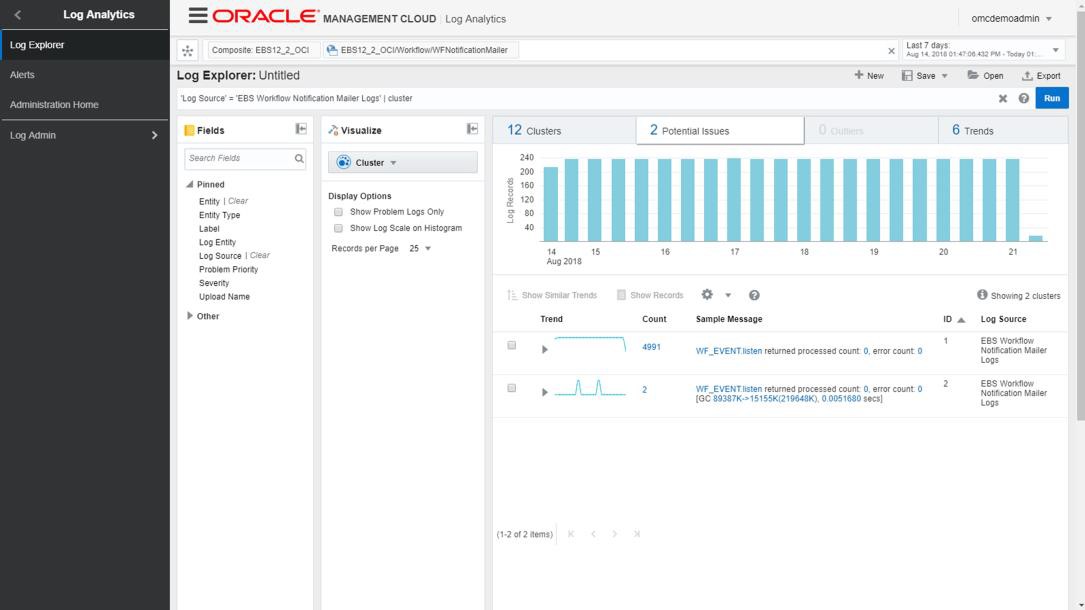 Log Analytics
Log Explorer
Alerts
Administration Home
Log Admin
ORACLE MANAGEMENT CLOUD | Log Analytics
omcdemoadmin
Composite: EBS12_2_OCI
EBS12_2_OCI/Workflow/WFNotificationMailer
Last 7 days:
Aug 14, 2018 01:47:06.432 PM - Today 01:...
Log Explorer: Untitled
New
Save
Open
Export
'Log Source' = 'EBS Workflow Notification Mailer Logs' | cluster
Run
Fields
Search Fields
Pinned
Entity | Clear
Entity Type
Label
Log Entity
Log Source | Clear
Problem Priority
Severity
Upload Name
Other
Visualize
Cluster
Display Options
Show Problem Logs Only
Show Log Scale on Histogram
Records per Page 25
12 Clusters
2 Potential Issues
0 Outliers
6 Trends
Log Records
240
200
160
120
80
40
14 15 16 17 18 19 20 21
Aug 2018
Show Similar Trends
Show Records
Showing 2 clusters
Trend Count Sample Message ID Log Source
4991
WF_EVENT.listen returned processed count: 0, error count: 0
1
EBS Workflow
Notification Mailer
Logs
2
WF_EVENT.listen returned processed count: 0, error count: 0
[GC 89387K->15155K(219648K), 0.0051680 secs]
2
EBS Workflow
Notification Mailer
Logs
(1-2 of 2 items)